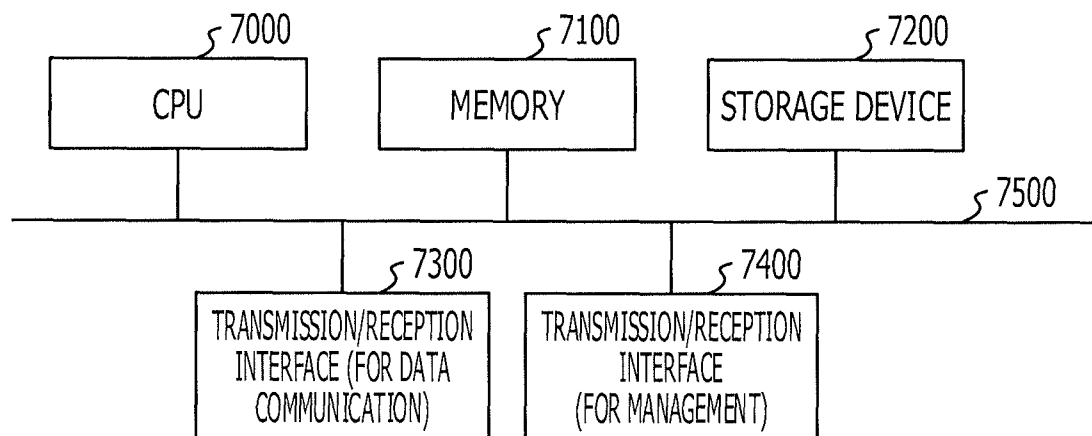 7000
7100
7200
CPU
MEMORY
STORAGE DEVICE
7500
7300
7400
TRANSMISSION/RECEPTION
INTERFACE (FOR DATA
COMMUNICATION)
TRANSMISSION/RECEPTION
INTERFACE
(FOR MANAGEMENT)